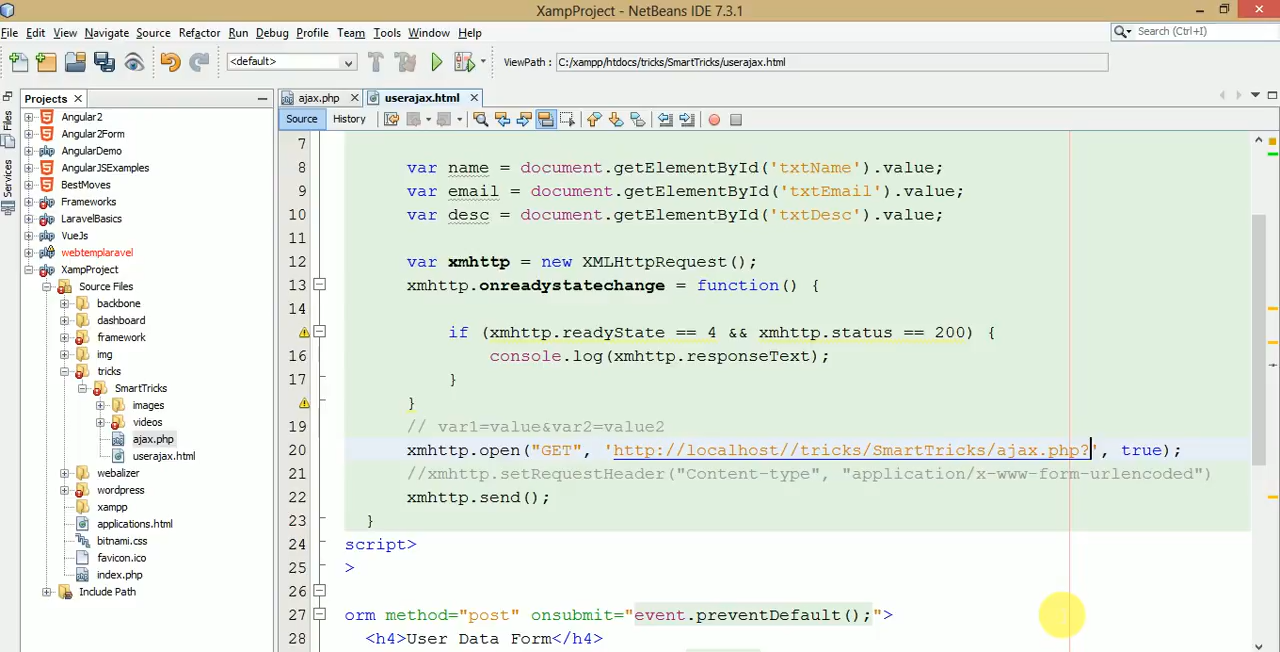 XampProject - NetBeans IDE 7.3.1
File Edit View Navigate Source Refactor Run Debug Profile Team Tools Window Help
Search (Ctrl+I)
<default>
ViewPath : C:/xampp/htdocs/tricks/SmartTricks/userajax.html
Projects
ajax.php
userajax.html
Files
Services
Source History
Angular2
Angular2Form
AngularDemo
AngularJSExamples
BestMoves
Frameworks
LaravelBasics
VueJs
webtemplaravel
XampProject
Source Files
backbone
dashboard
framework
img
tricks
SmartTricks
images
videos
ajax.php
userajax.html
webalizer
wordpress
xampp
applications.html
bitnami.css
favicon.ico
index.php
Include Path
7
8 var name = document.getElementById('txtName').value;
9 var email = document.getElementById('txtEmail').value;
10 var desc = document.getElementById('txtDesc').value;
11
12 var xmhttp = new XMLHttpRequest();
13 xmhttp.onreadystatechange = function() {
14
if (xmhttp.readyState == 4 && xmhttp.status == 200) {
16 console.log(xmhttp.responseText);
17 }
}
19 // var1=value&var2=value2
20 xmhttp.open("GET", 'http://localhost//tricks/SmartTricks/ajax.php?', true);
21 //xmhttp.setRequestHeader("Content-type", "application/x-www-form-urlencoded")
22 xmhttp.send();
23 }
24 script>
25 >
26
27 orm method="post" onsubmit="event.preventDefault();">
28 <h4>User Data Form</h4>